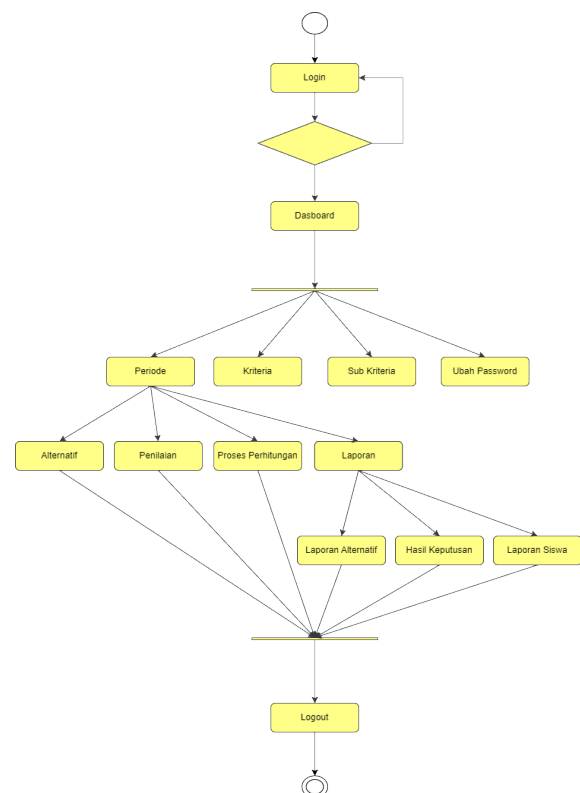 Login
Dasboard
Periode
Kriteria
Sub Kriteria
Ubah Password
Alternatif
Penilaian
Proses Perhitungan
Laporan
Laporan Alternatif
Hasil Keputusan
Laporan Siswa
Logout